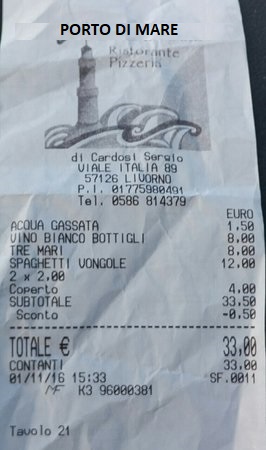 PORTO DI MARE
Ristorante
Pizzeria
di Cardosi Sergio
VIALE ITALIA 89
57126 LIVORNO
P.I. 01775980491
Tel. 0586 814379
EURO
ACQUA GASSATA 1,50
VINO BIANCO BOTTIGLI 8,00
TRE MARI 8,00
SPAGHETTI VONGOLE 12,00
2 x 2,00
Coperto 4,00
SUBTOTALE 33,50
Sconto -0,50
TOTALE € 33,00
CONTANTI 33,00
01/11/16 15:33 SF.0011
MF K3 96000381
Tavolo 21